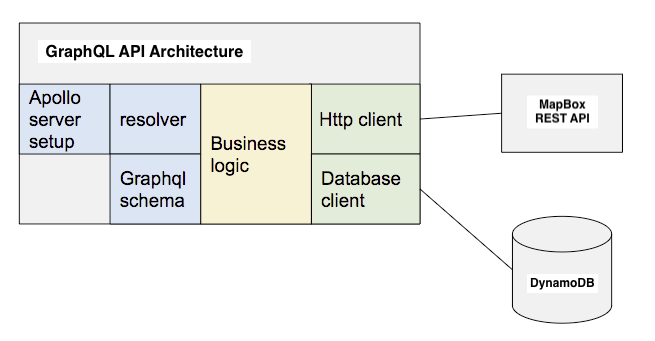 GraphQL API Architecture
Apollo
server
setup
resolver
Graphql
schema
Business
logic
Http client
Database
client
MapBox
REST API
DynamoDB